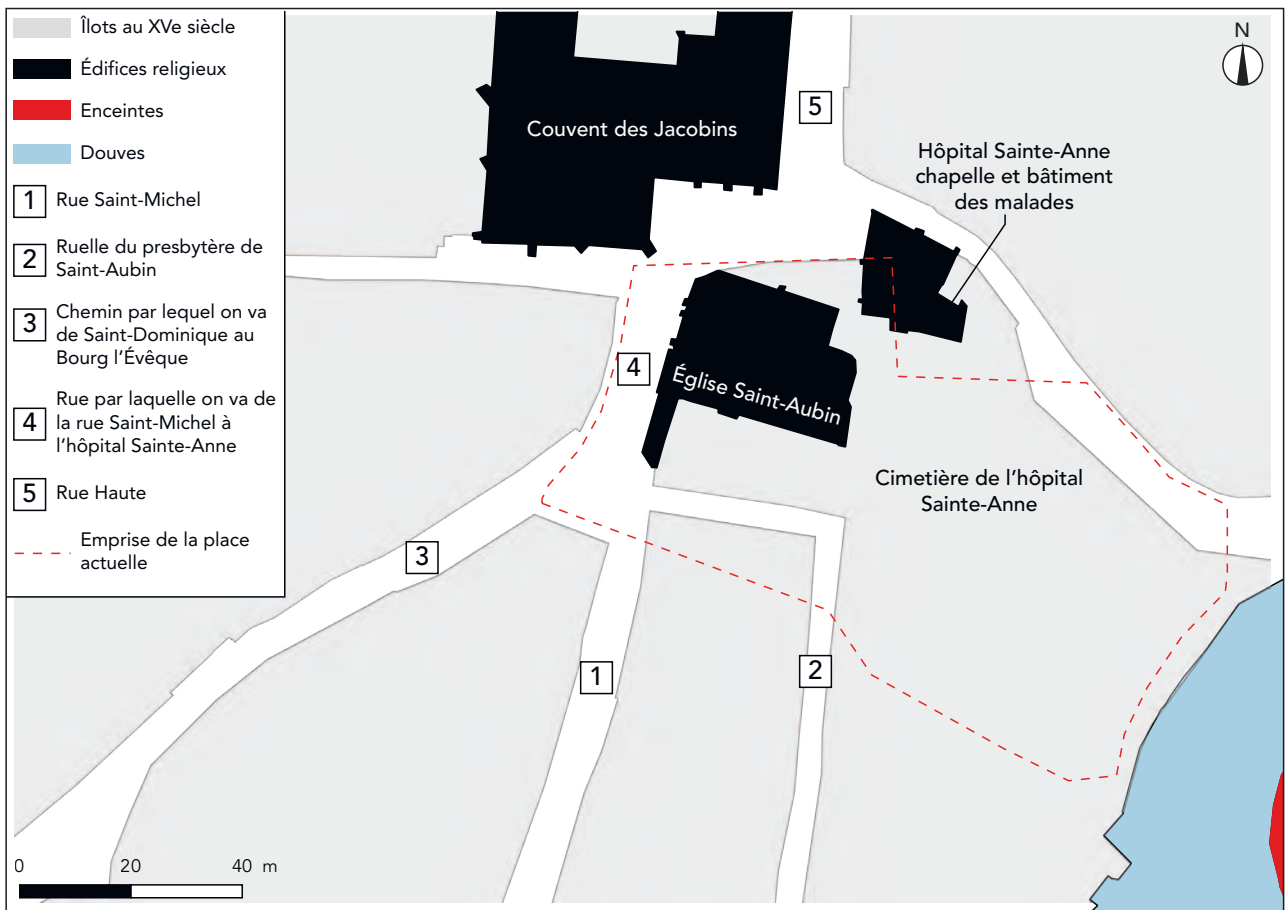 Îlots au XVe siècle
Édifices religieux
Enceintes
Douves
1 Rue Saint-Michel
2 Ruelle du presbytère de
Saint-Aubin
3 Chemin par lequel on va
de Saint-Dominique au
Bourg l’Évêque
4 Rue par laquelle on va de
la rue Saint-Michel à
l’hôpital Sainte-Anne
5 Rue Haute
Emprise de la place
actuelle
0 20 40 m
N
Couvent des Jacobins
5
Hôpital Sainte-Anne
chapelle et bâtiment
des malades
4
Église Saint-Aubin
Cimetière de l’hôpital
Sainte-Anne
3
1
2